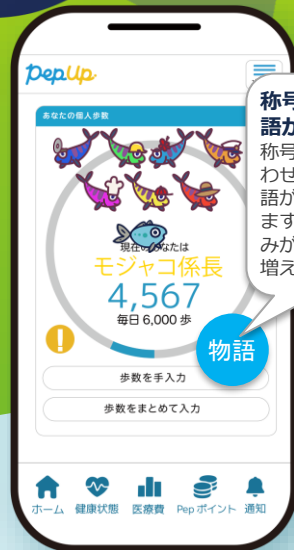 PepUp
あなたの個人歩数
称号
語が
称号
わせ
語が
ます
みが
増え
現在のあなたは
モジャコ係長
4,567
毎日 6,000 歩
!
物語
歩数を手入力
歩数をまとめて入力
ホーム 健康状態 医療費 Pep ポイント 通知